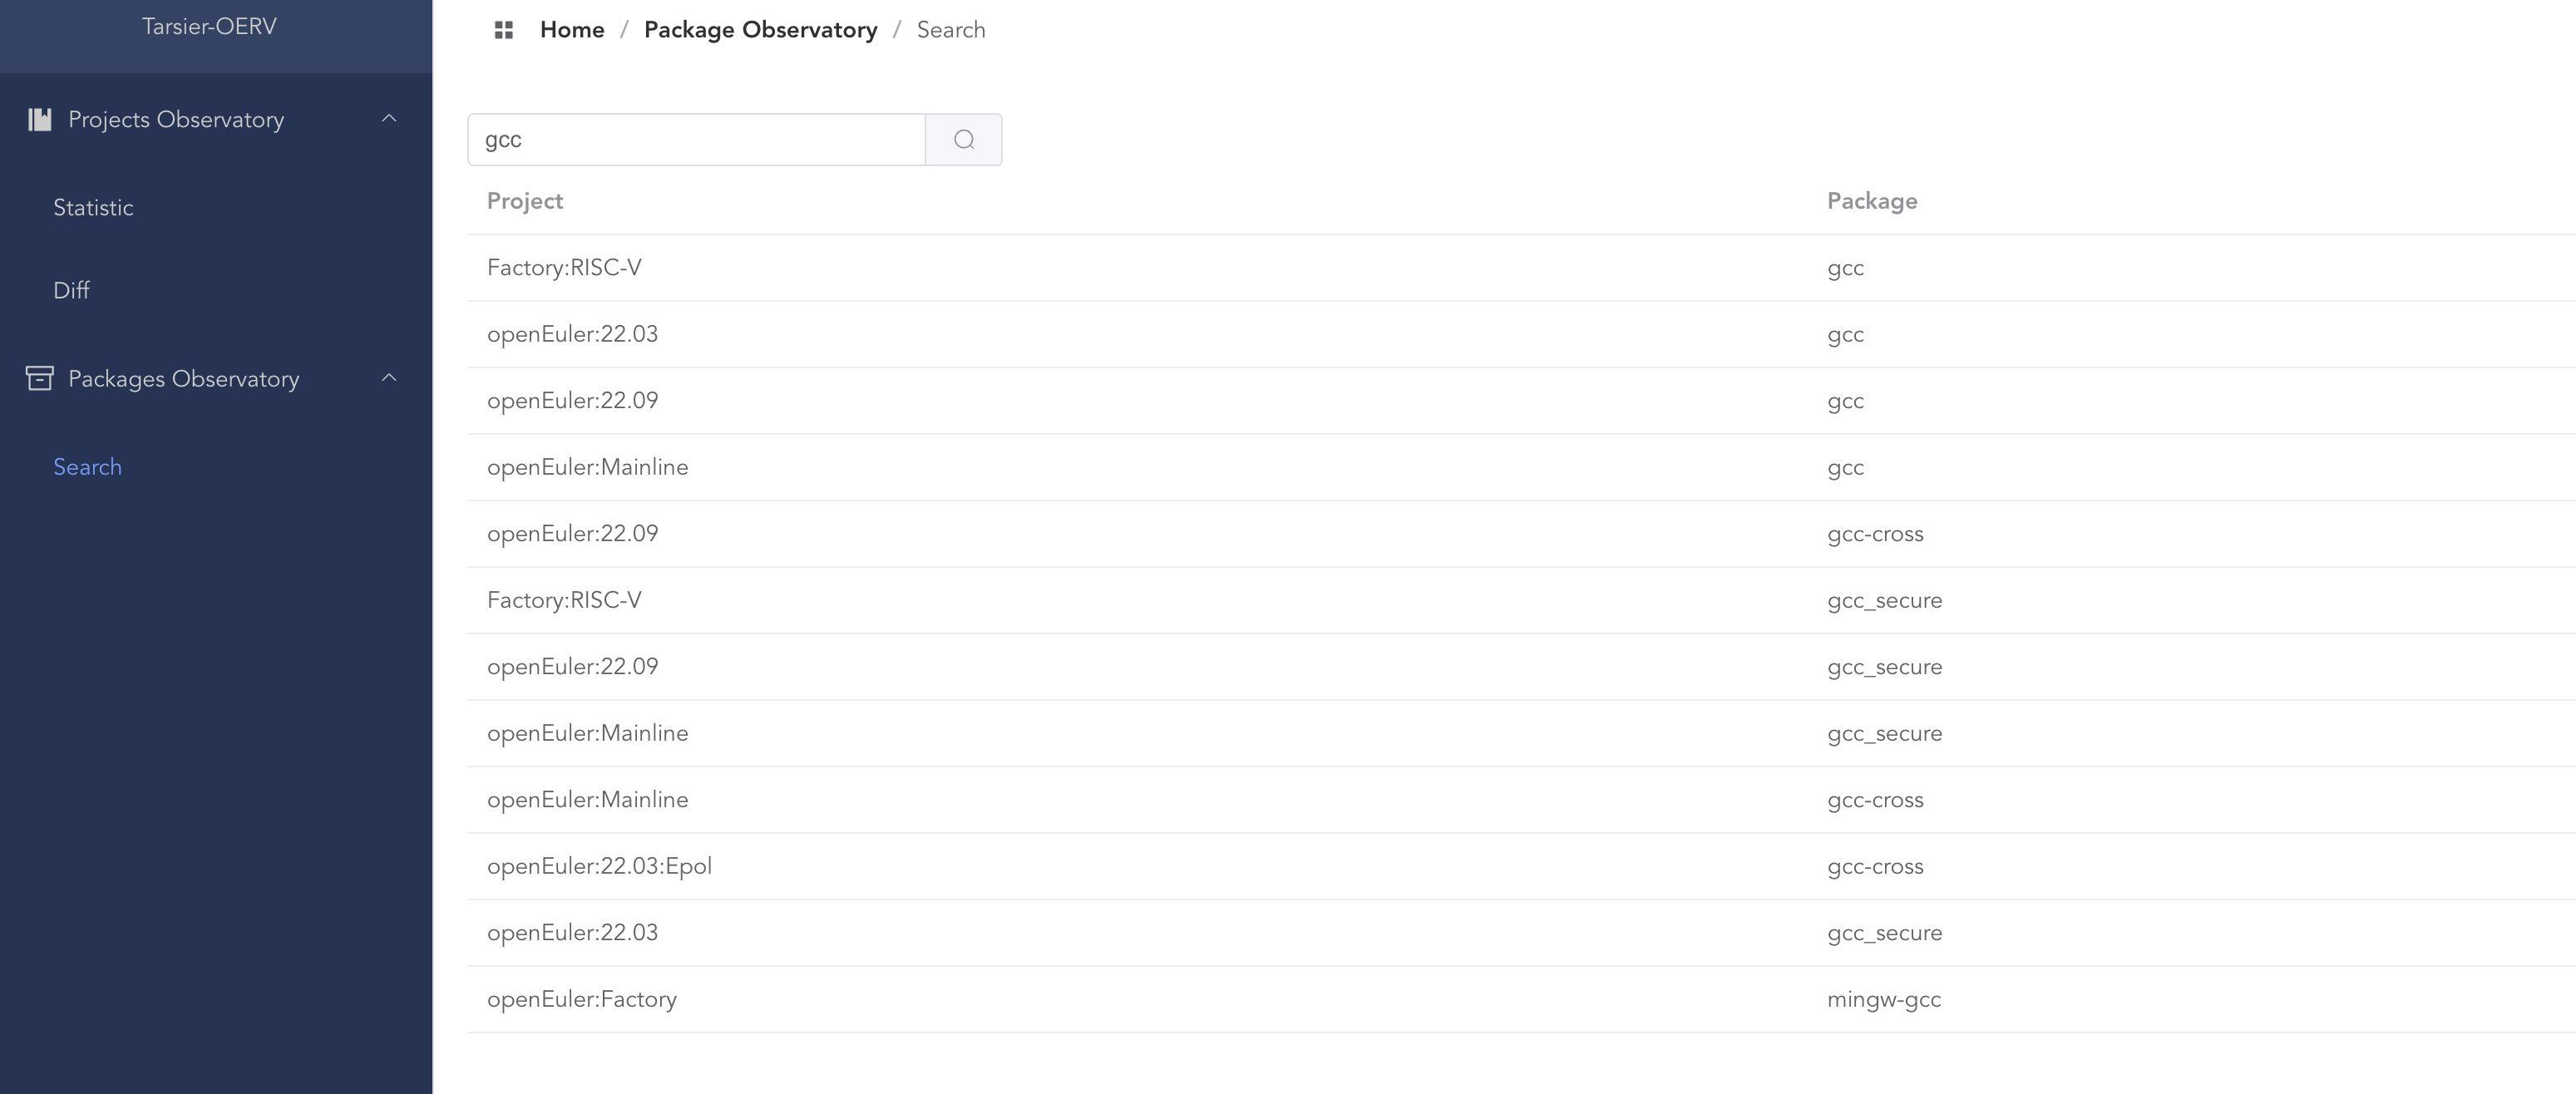 Tarsier-OERV
Projects Observatory
Statistic
Diff
Packages Observatory
Search
Home / Package Observatory / Search
gcc
Project Package
Factory:RISC-V gcc
openEuler:22.03 gcc
openEuler:22.09 gcc
openEuler:Mainline gcc
openEuler:22.09 gcc-cross
Factory:RISC-V gcc_secure
openEuler:22.09 gcc_secure
openEuler:Mainline gcc_secure
openEuler:Mainline gcc-cross
openEuler:22.03:Epol gcc-cross
openEuler:22.03 gcc_secure
openEuler:Factory mingw-gcc